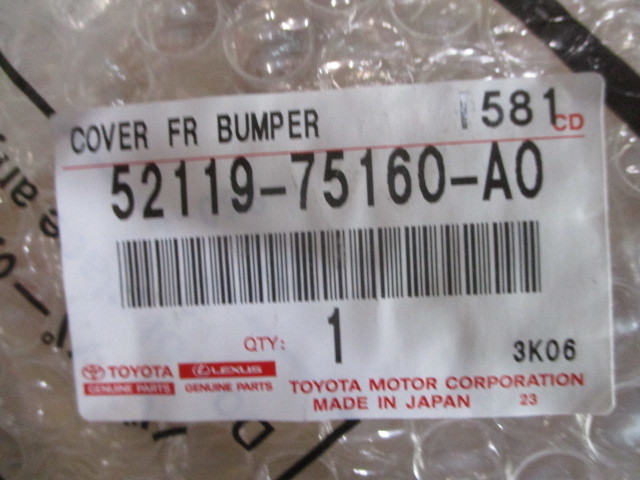 COVER FR BUMPER 581 CD
52119-75160-A0
QTY: 1 3K06
TOYOTA LEXUS
GENUINE PARTS GENUINE PARTS
TOYOTA MOTOR CORPORATION
MADE IN JAPAN 23